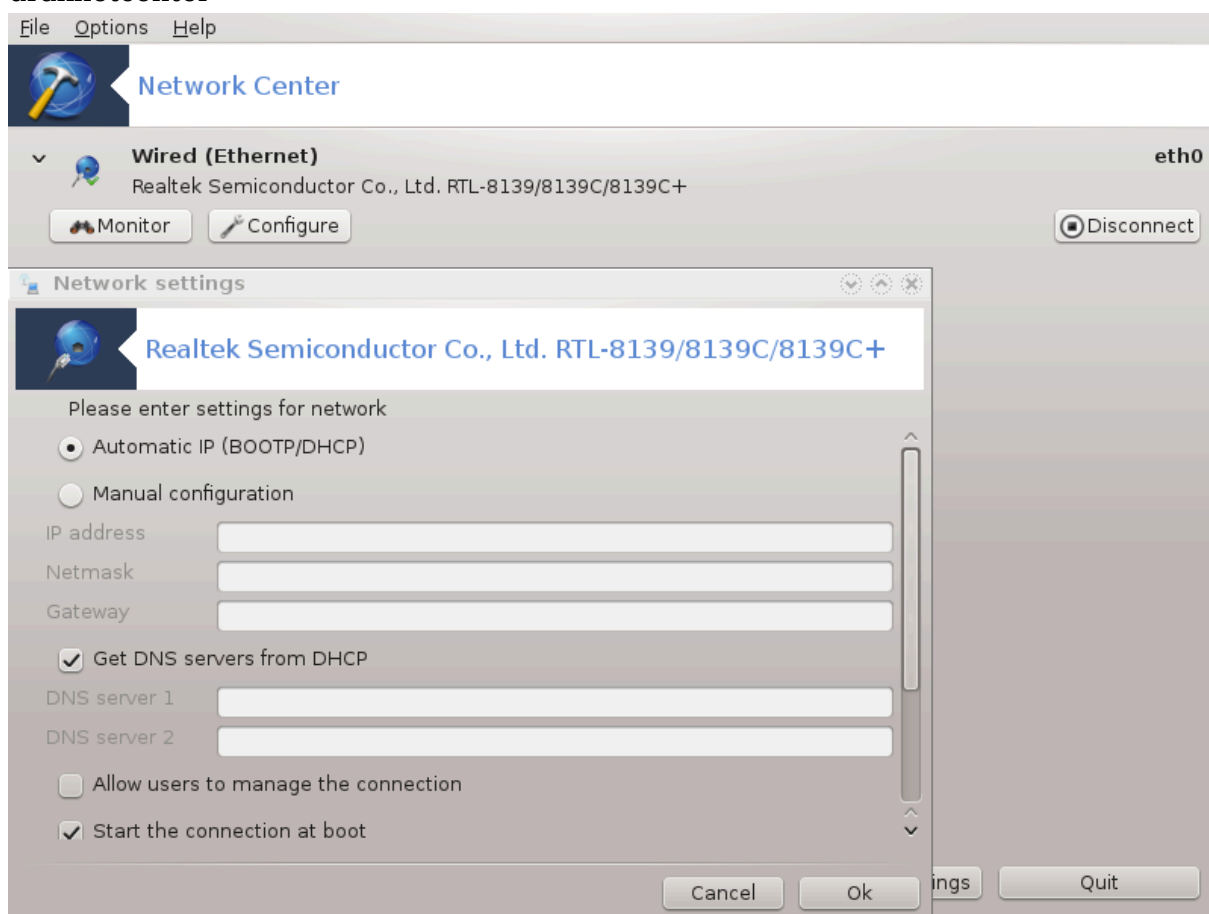 File Options Help
Network Center
Wired (Ethernet) eth0
Realtek Semiconductor Co., Ltd. RTL-8139/8139C/8139C+
Monitor Configure Disconnect
Network settings
Realtek Semiconductor Co., Ltd. RTL-8139/8139C/8139C+
Please enter settings for network
Automatic IP (BOOTP/DHCP)
Manual configuration
IP address
Netmask
Gateway
Get DNS servers from DHCP
DNS server 1
DNS server 2
Allow users to manage the connection
Start the connection at boot
Cancel Ok ings Quit